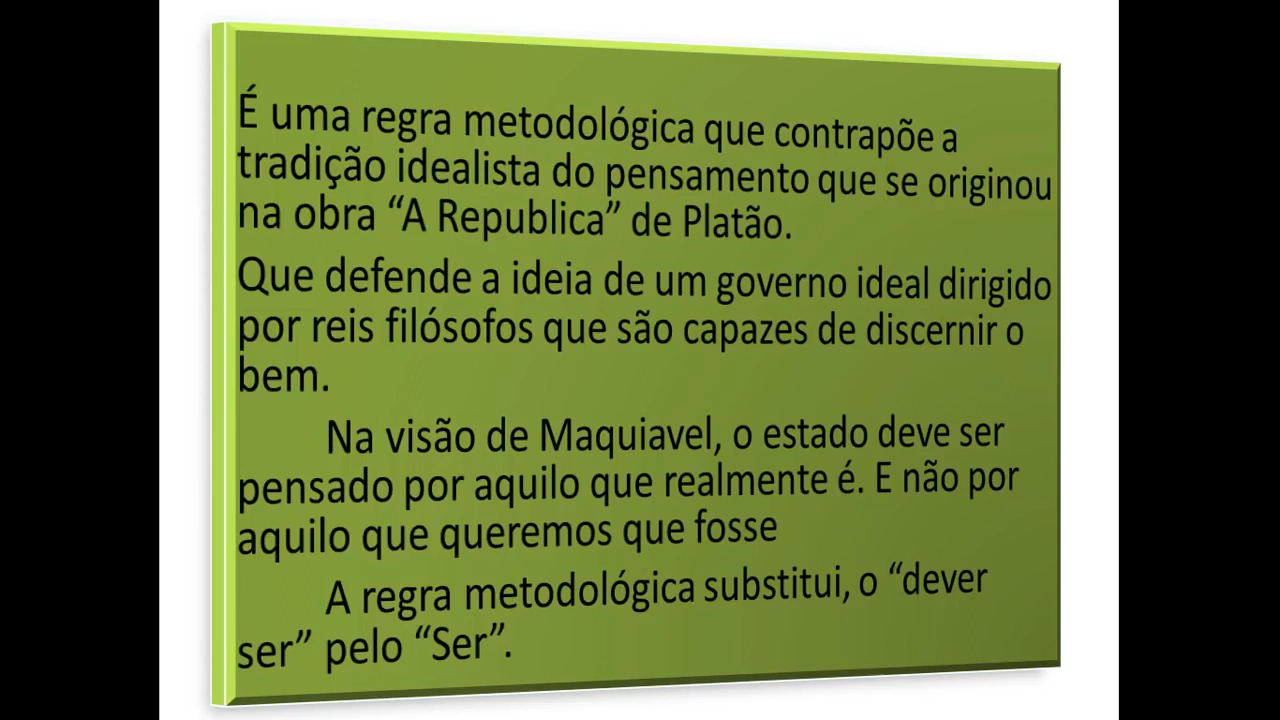 É uma regra metodológica que contrapõe a
tradição idealista do pensamento que se originou
na obra “A Republica” de Platão.
Que defende a ideia de um governo ideal dirigido
por reis filósofos que são capazes de discernir o
bem.
Na visão de Maquiavel, o estado deve ser
pensado por aquilo que realmente é. E não por
aquilo que queremos que fosse
A regra metodológica substitui, o “dever
ser” pelo “Ser”.